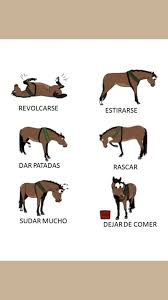 REVOLCARSE
ESTIRARSE
DAR PATADAS
RASCAR
SUDAR MUCHO
DEJAR DE COMER